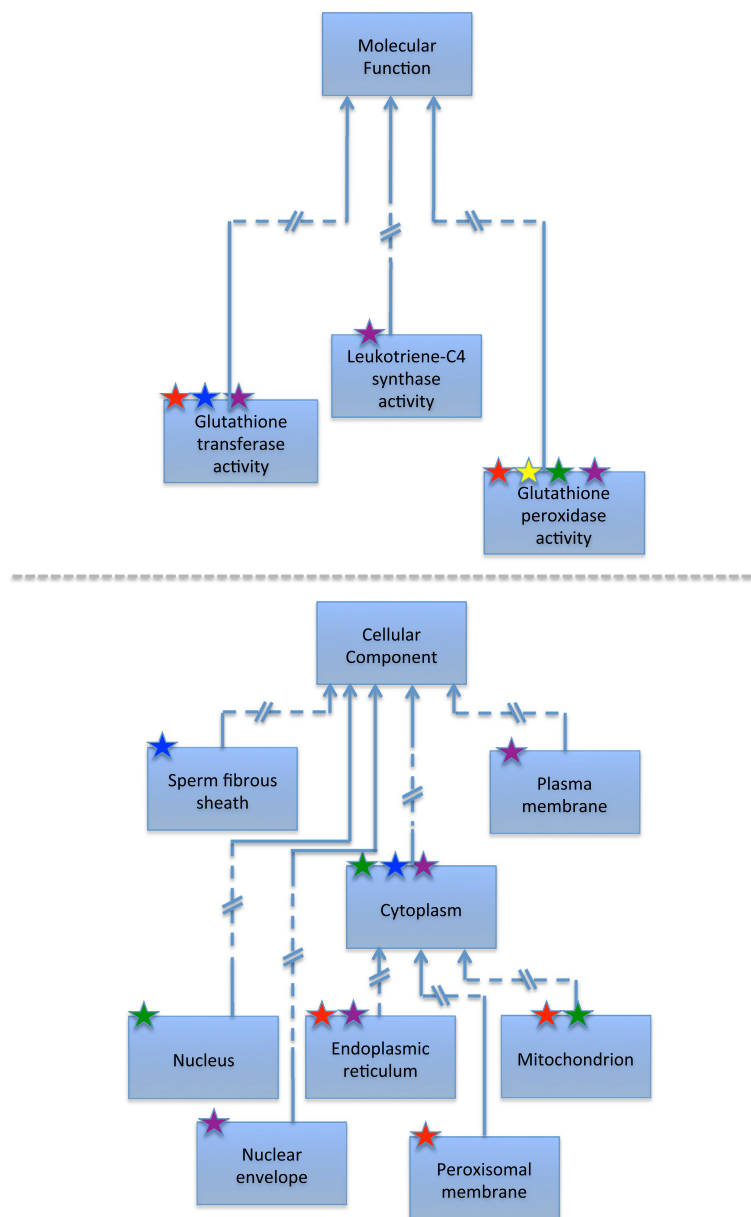 Molecular
Function
Leukotriene-C4
synthase
activity
Glutathione
transferase
activity
Glutathione
peroxidase
activity
Cellular
Component
Sperm fibrous
sheath
Plasma
membrane
Cytoplasm
Nucleus
Endoplasmic
reticulum
Mitochondrion
Nuclear
envelope
Peroxisomal
membrane